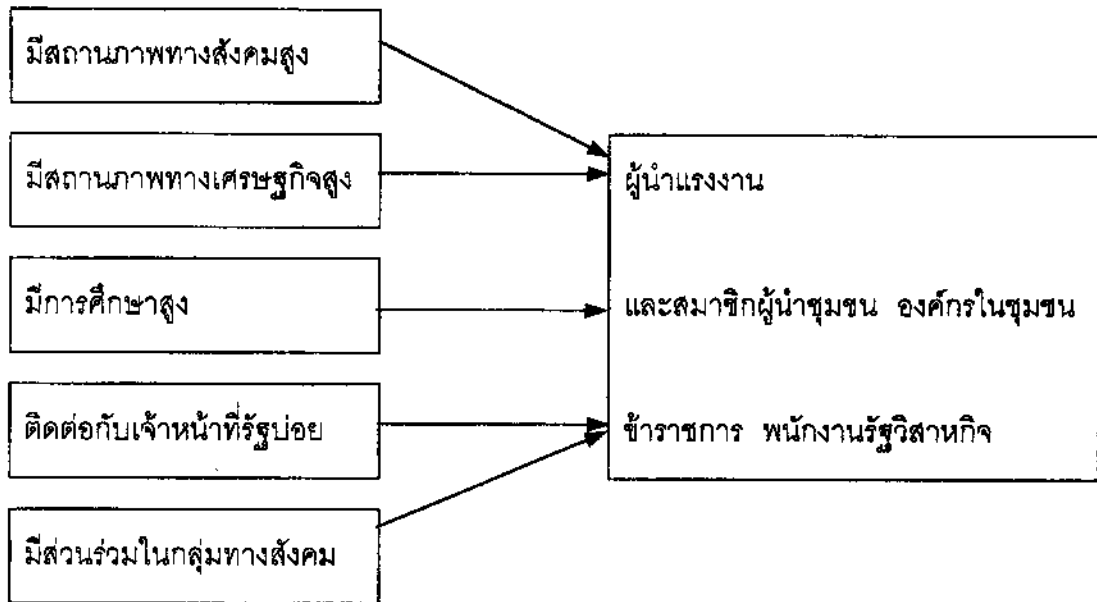 มีสถานภาพทางสังคมสูง
มีสถานภาพทางเศรษฐกิจสูง
มีการศึกษาสูง
ติดต่อกับเจ้าหน้าที่รัฐบ่อย
มีส่วนร่วมในกลุ่มทางสังคม
ผู้นำแรงงาน
และสมาชิกผู้นำชุมชน องค์กรในชุมชน
ข้าราชการ พนักงานรัฐวิสาหกิจ